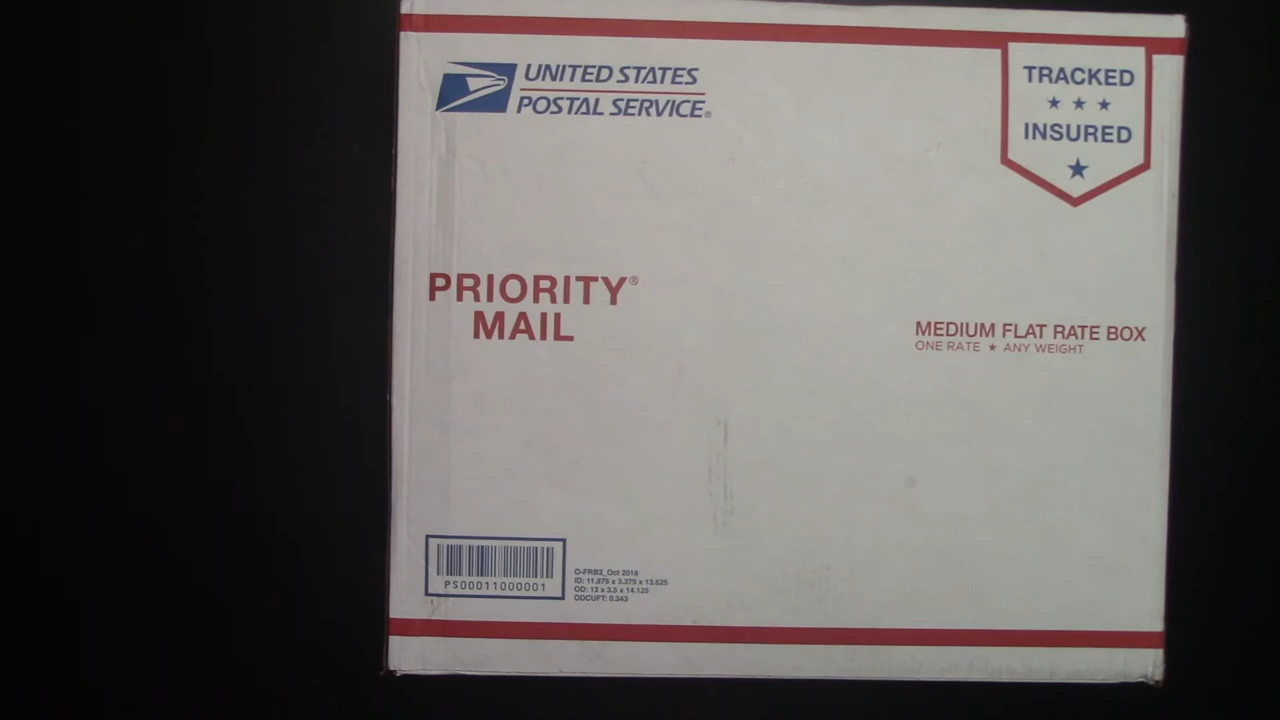 UNITED STATES
POSTAL SERVICE®
TRACKED
INSURED
PRIORITY®
MAIL
MEDIUM FLAT RATE BOX
ONE RATE ★ ANY WEIGHT
PS00011000001
O-FRB2_Oct 2018
ID: 11.875 x 3.375 x 13.625
OD: 12 x 3.5 x 14.125
ODCUFT: 0.343